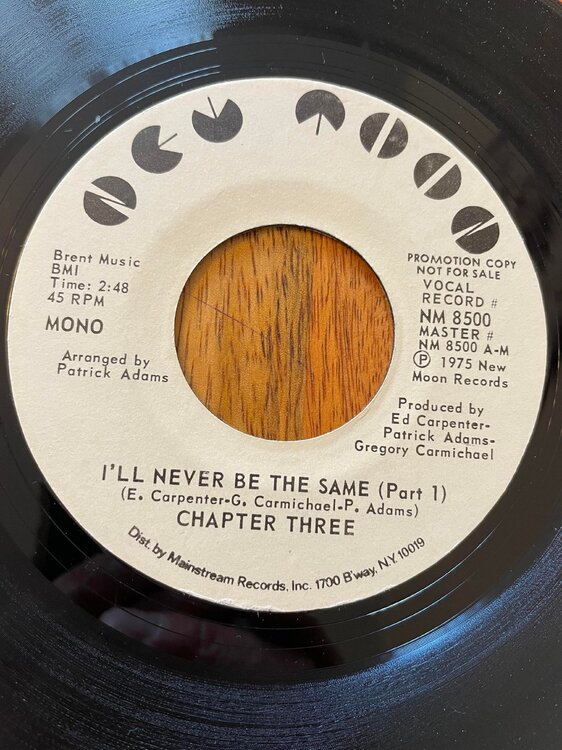 NEW MOON
Brent Music
BMI
Time: 2:48
45 RPM
MONO
Arranged by
Patrick Adams
PROMOTION COPY
NOT FOR SALE
VOCAL
RECORD #
NM 8500
MASTER #
NM 8500 A-M
Ⓟ 1975 New
Moon Records
Produced by
Ed Carpenter-
Patrick Adams-
Gregory Carmichael
I'LL NEVER BE THE SAME (Part 1)
(E. Carpenter-G. Carmichael-P. Adams)
CHAPTER THREE
Dist. by Mainstream Records, Inc. 1700 B'way, N.Y. 10019